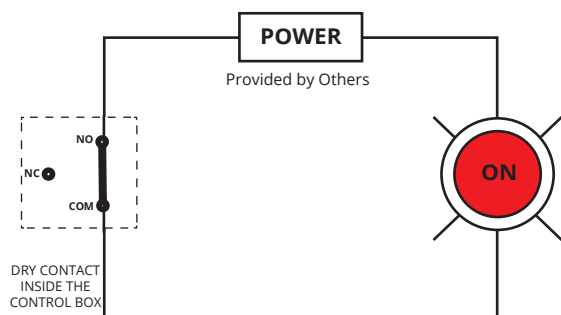 POWER
Provided by Others
NO
NC
COM
ON
DRY CONTACT
INSIDE THE
CONTROL BOX